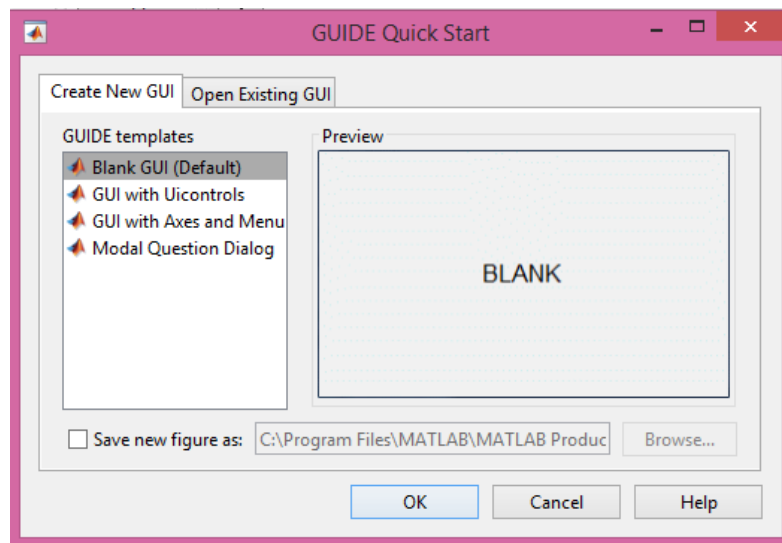 GUIDE Quick Start
Create New GUI
Open Existing GUI
GUIDE templates
Blank GUI (Default)
GUI with Uicontrols
GUI with Axes and Menu
Modal Question Dialog
Preview
BLANK
Save new figure as:
C:\Program Files\MATLAB\MATLAB Produc
Browse...
OK
Cancel
Help